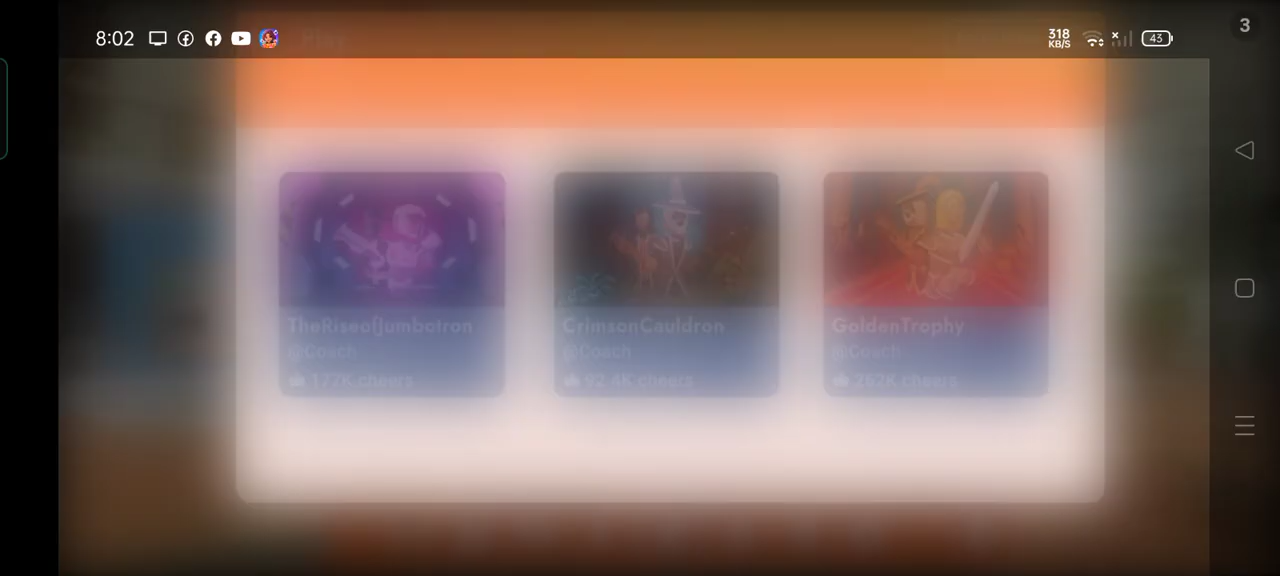 8:02
318
KB/S
43
3
Play
TheRiseofJumbotron
@Coach
177K cheers
CrimsonCauldron
@Coach
92.4K cheers
GoldenTrophy
@Coach
262K cheers